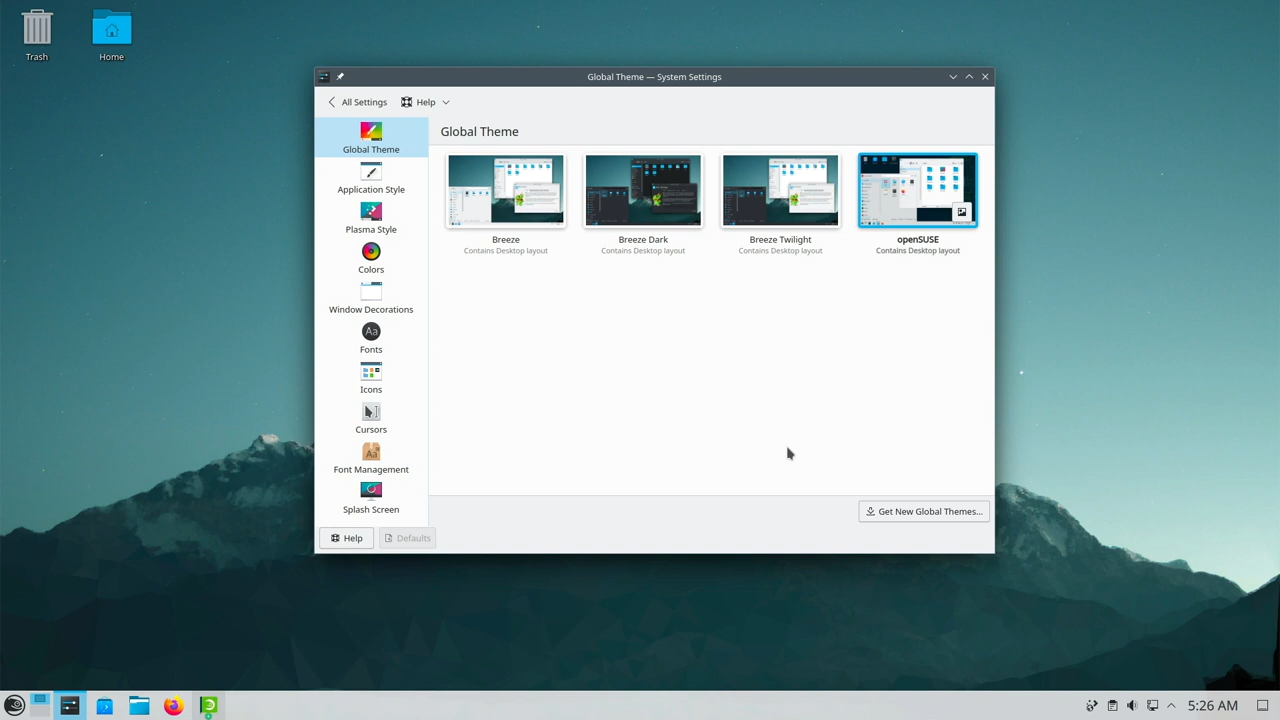 Trash
Home
Global Theme — System Settings
All Settings
Help
Global Theme
Global Theme
Application Style
Plasma Style
Colors
Window Decorations
Aa
Fonts
Icons
Cursors
Aa
Font Management
Splash Screen
Breeze
Contains Desktop layout
Breeze Dark
Contains Desktop layout
Breeze Twilight
Contains Desktop layout
openSUSE
Contains Desktop layout
Get New Global Themes...
Help
Defaults
5:26 AM